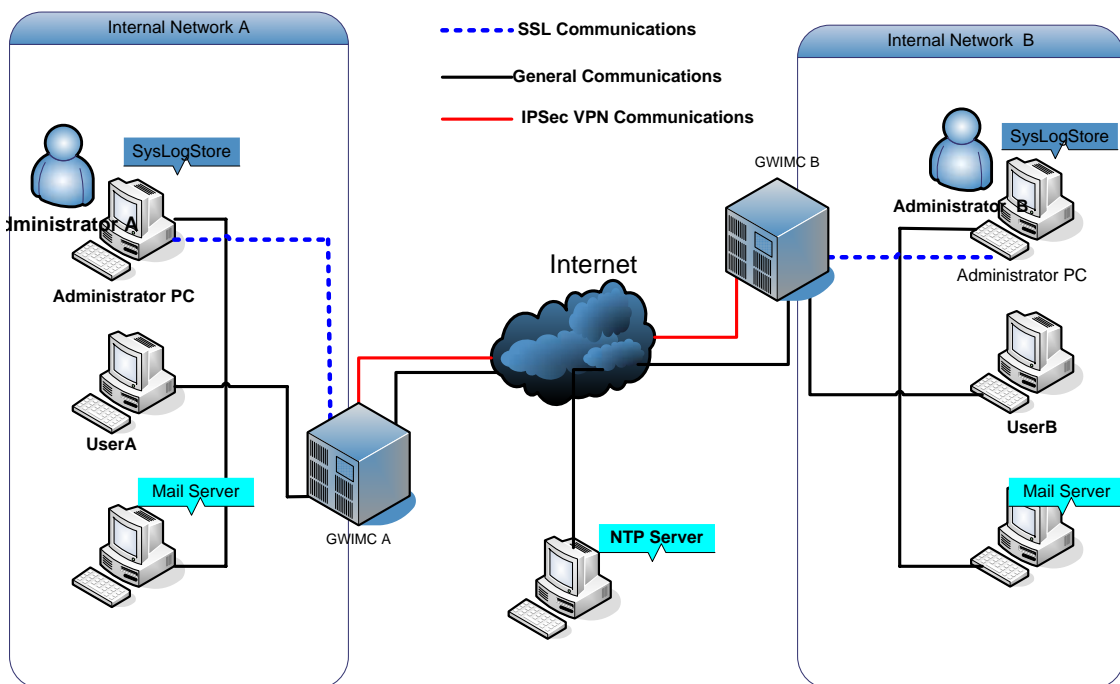 Internal Network A
SSL Communications
General Communications
IPSec VPN Communications
Internal Network B
SysLogStore
dministrator A
Administrator PC
UserA
Mail Server
GWIMC A
Internet
NTP Server
GWIMC B
SysLogStore
Administrator B
Administrator PC
UserB
Mail Server